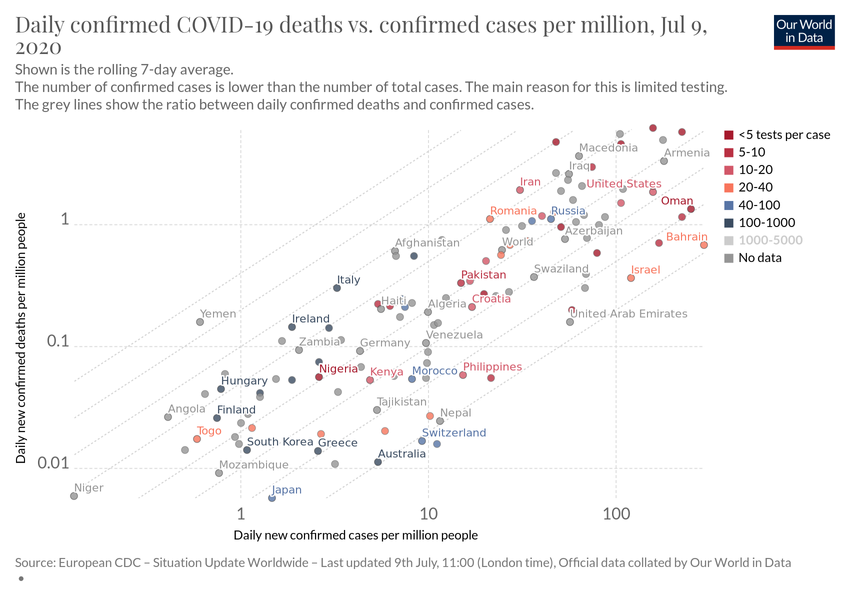 Daily confirmed COVID-19 deaths vs. confirmed cases per million, Jul 9,
2020
Our World
in Data
Shown is the rolling 7-day average.
The number of confirmed cases is lower than the number of total cases. The main reason for this is limited testing.
The grey lines show the ratio between daily confirmed deaths and confirmed cases.
<5 tests per case
5-10
10-20
20-40
40-100
100-1000
1000-5000
No data
Daily new confirmed deaths per million people
1
0.1
0.01
Macedonia
Armenia
Iraq
Iran
United States
Oman
Romania
Russia
Azerbaijan
Bahrain
Afghanistan
World
Italy
Pakistan
Swaziland
Israel
Haiti
Algeria
Croatia
Yemen
Ireland
United Arab Emirates
Zambia
Germany
Venezuela
Nigeria
Kenya
Morocco
Philippines
Hungary
Angola
Finland
Tajikistan
Nepal
Togo
South Korea
Greece
Switzerland
Mozambique
Australia
Niger
Japan
1
10
100
Daily new confirmed cases per million people
Source: European CDC – Situation Update Worldwide – Last updated 9th July, 11:00 (London time), Official data collated by Our World in Data